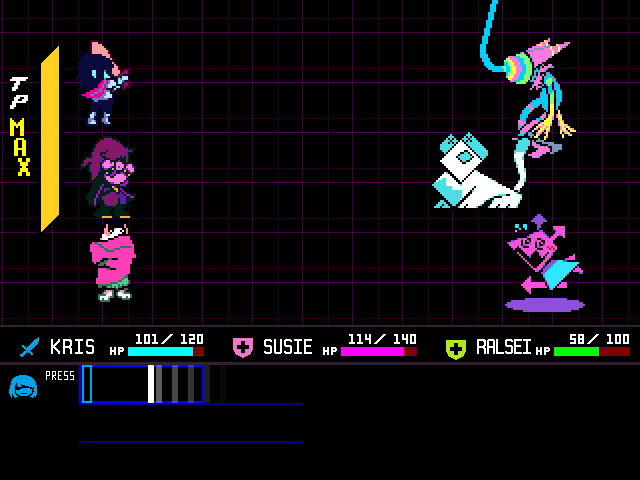 TP
MAX
KRIS HP 101/ 120
SUSIE HP 114/ 140
RALSEI HP 58/ 100
PRESS